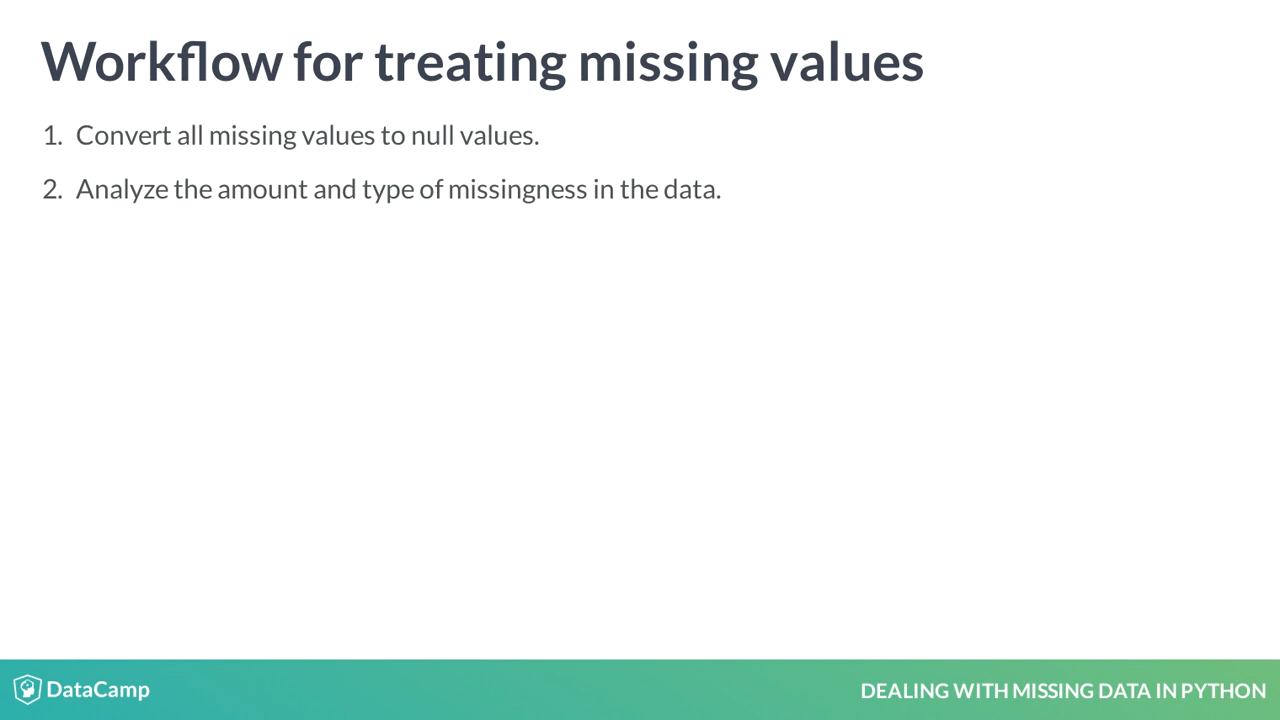 Workflow for treating missing values
1. Convert all missing values to null values.
2. Analyze the amount and type of missingness in the data.
DataCamp
DEALING WITH MISSING DATA IN PYTHON